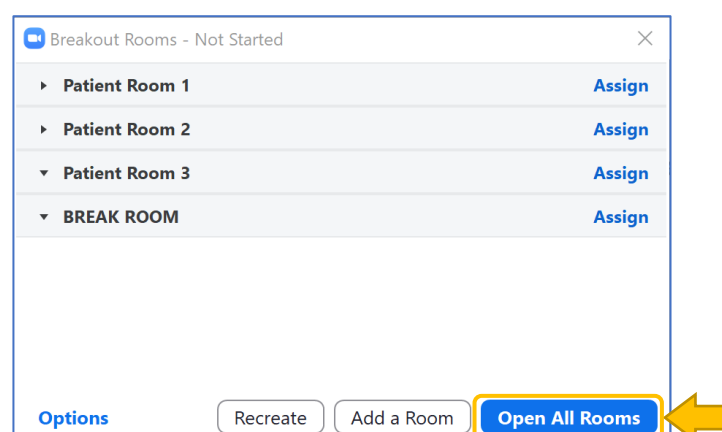 Breakout Rooms - Not Started
Patient Room 1 Assign
Patient Room 2 Assign
Patient Room 3 Assign
BREAK ROOM Assign
Options Recreate Add a Room Open All Rooms